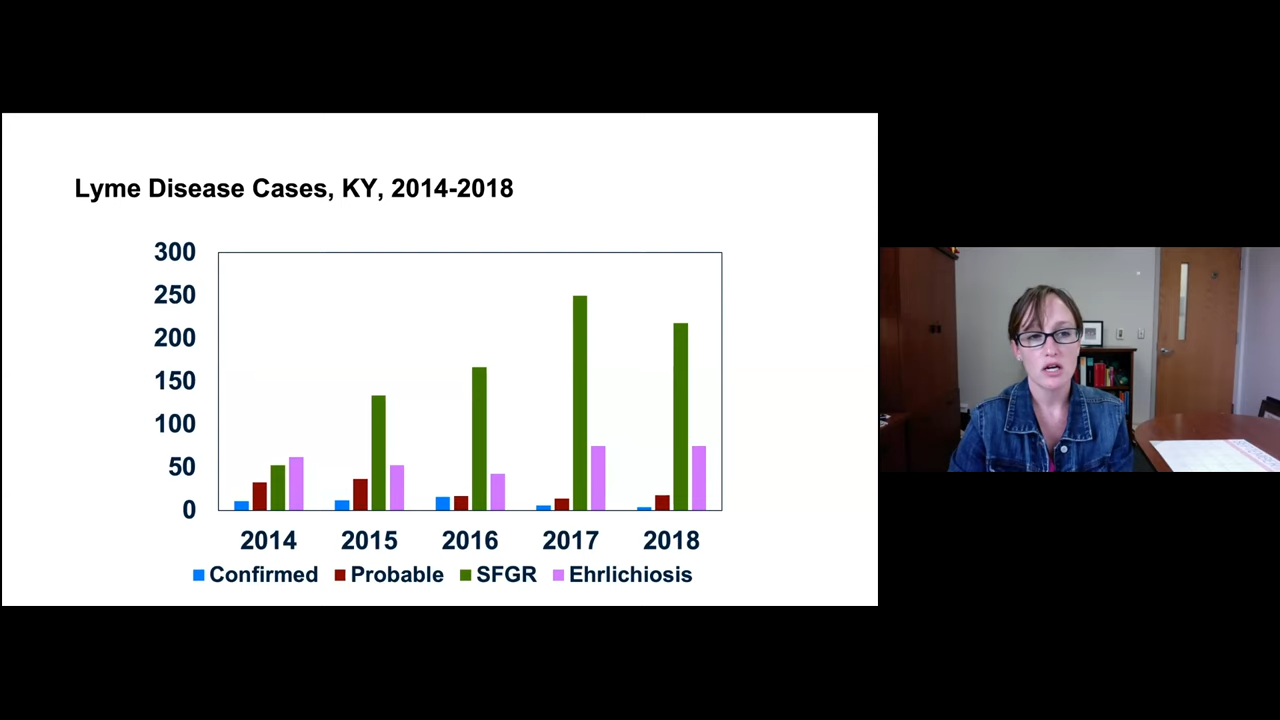 Lyme Disease Cases, KY, 2014-2018
300
250
200
150
100
50
0
2014 2015 2016 2017 2018
Confirmed Probable SFGR Ehrlichiosis